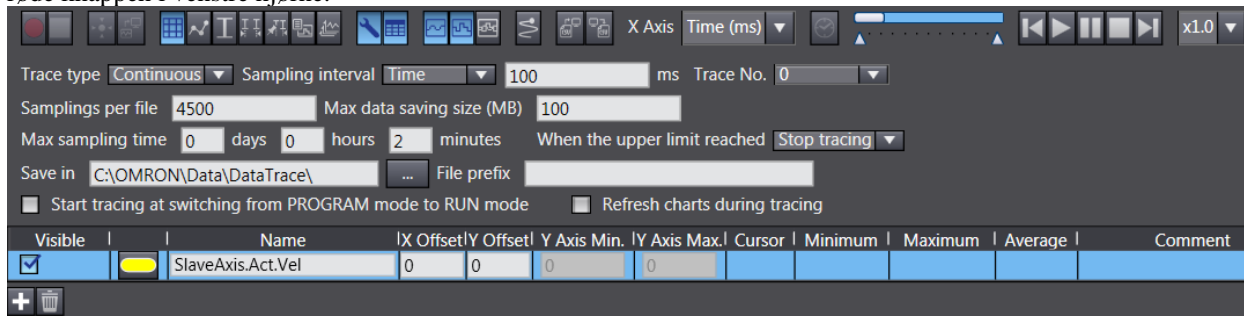 X Axis Time (ms) x1.0
Trace type Continuous Sampling interval Time 100 ms Trace No. 0
Samplings per file 4500 Max data saving size (MB) 100
Max sampling time 0 days 0 hours 2 minutes When the upper limit reached Stop tracing
Save in C:\OMRON\Data\DataTrace\ ... File prefix
Start tracing at switching from PROGRAM mode to RUN mode Refresh charts during tracing
Visible Name X Offset Y Offset Y Axis Min. Y Axis Max. Cursor Minimum Maximum Average Comment
SlaveAxis.Act.Vel 0 0 0 0